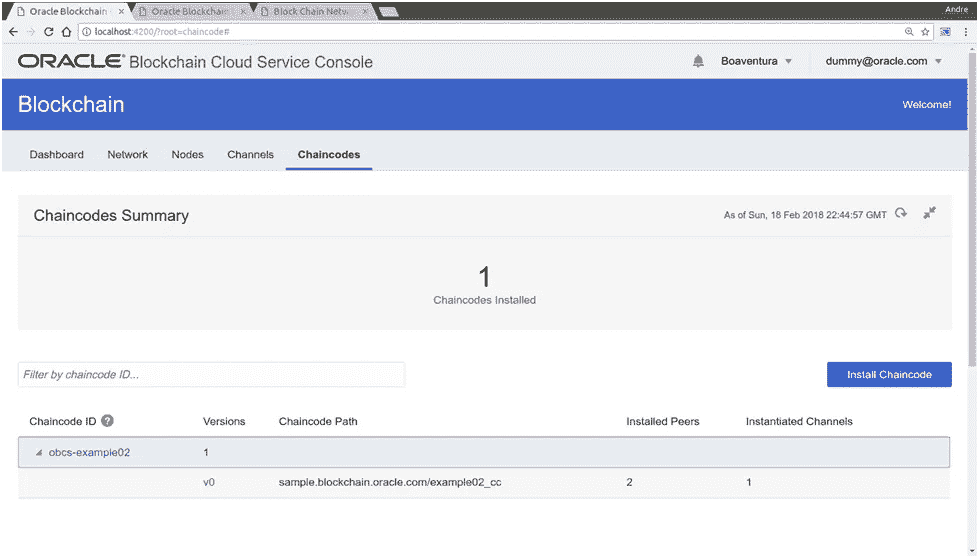 Oracle Blockchain
Oracle Blockchain
Block Chain Netw
Andre
localhost:4200/?root=chaincode#
ORACLE® Blockchain Cloud Service Console
Boaventura
dummy@oracle.com
Blockchain
Welcome!
Dashboard Network Nodes Channels Chaincodes
Chaincodes Summary
As of Sun, 18 Feb 2018 22:44:57 GMT
1
Chaincodes Installed
Filter by chaincode ID...
Install Chaincode
Chaincode ID ? Versions Chaincode Path Installed Peers Instantiated Channels
obcs-example02 1
v0 sample.blockchain.oracle.com/example02_cc 2 1